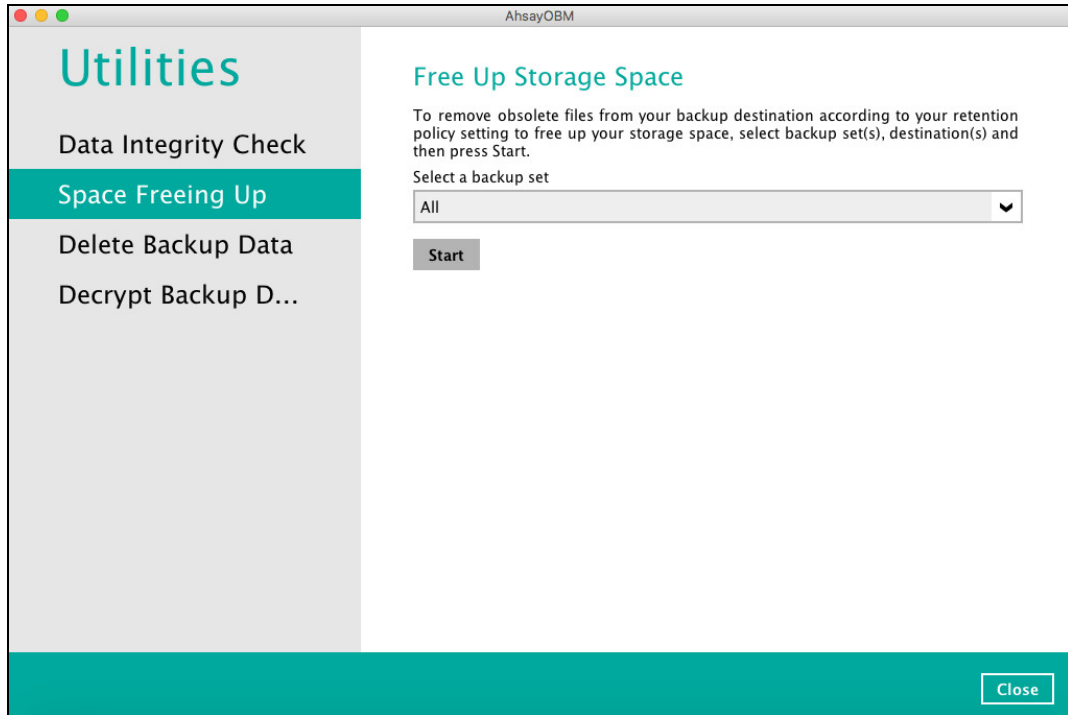 AhsayOBM
Utilities
Data Integrity Check
Space Freeing Up
Delete Backup Data
Decrypt Backup D...
Free Up Storage Space
To remove obsolete files from your backup destination according to your retention
policy setting to free up your storage space, select backup set(s), destination(s) and
then press Start.
Select a backup set
All
Start
Close